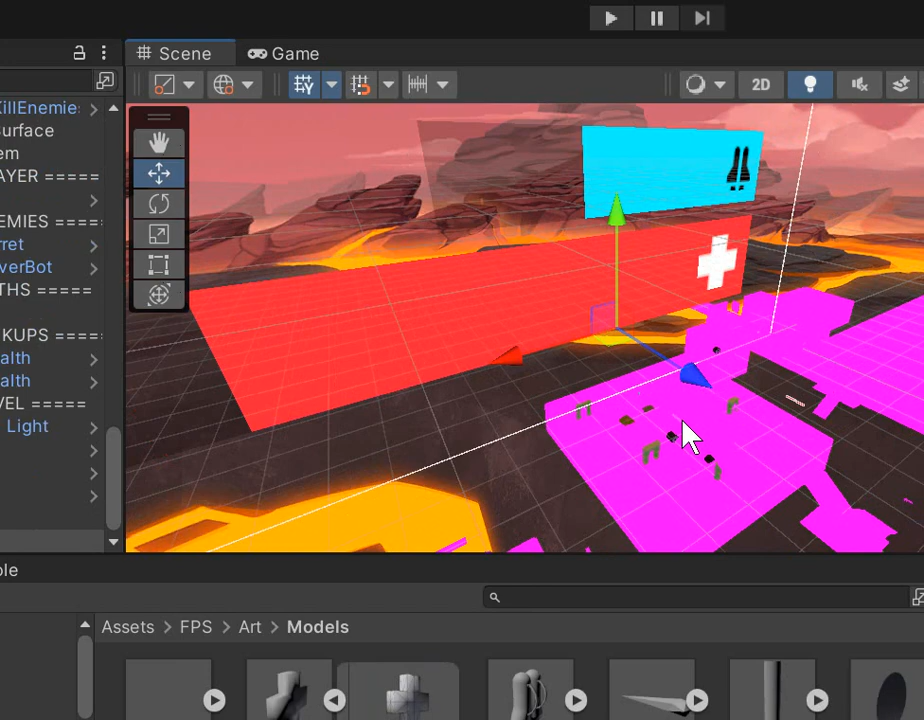 Scene
Game
2D
KillEnemie:
Surface
em
AYER =====
EMIES =====
rret
verBot
THS =====
KUPS =====
alth
alth
VEL =====
Light
ole
Assets > FPS > Art > Models